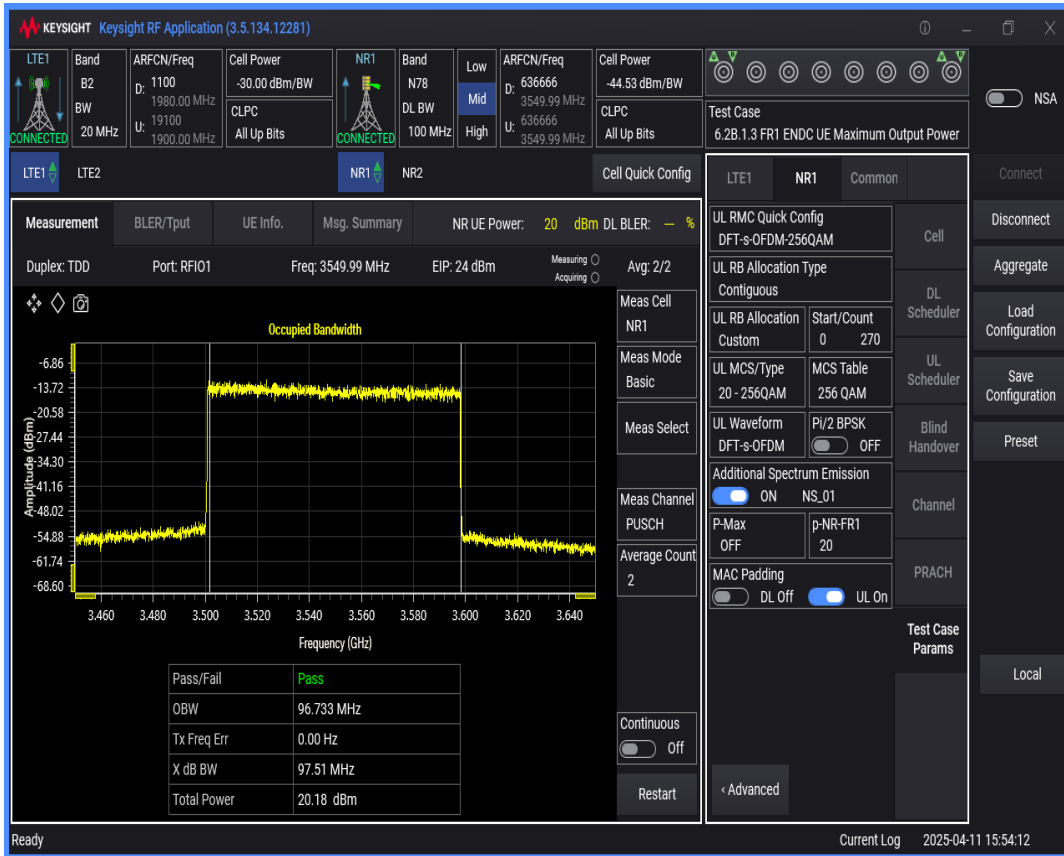 KEYSIGHT Keysight RF Application (3.5.134.12281)
LTE1 Band ARFCN/Freq Cell Power NR1 Band Low ARFCN/Freq Cell Power
B2 D: 1100 -30.00 dBm/BW N78 D: 636666 -44.53 dBm/BW
1980.00 MHz Mid 3549.99 MHz NSA
BW U: 19100 CLPC DL BW U: 636666 CLPC Test Case
CONNECTED 20 MHz 1900.00 MHz All Up Bits CONNECTED 100 MHz High 3549.99 MHz All Up Bits 6.2B.1.3 FR1 ENDC UE Maximum Output Power
LTE1 LTE2 NR1 NR2 Cell Quick Config LTE1 NR1 Common Connect
Measurement BLER/Tput UE Info. Msg. Summary NR UE Power: 20 dBm DL BLER: — %
Duplex: TDD Port: RFIO1 Freq: 3549.99 MHz EIP: 24 dBm Measuring Acquiring Avg: 2/2
Occupied Bandwidth
Amplitude (dBm)
-6.86
-13.72
-20.58
-27.44
-34.30
-41.16
-48.02
-54.88
-61.74
-68.60
3.460 3.480 3.500 3.520 3.540 3.560 3.580 3.600 3.620 3.640
Frequency (GHz)
Pass/Fail Pass
OBW 96.733 MHz
Tx Freq Err 0.00 Hz
X dB BW 97.51 MHz
Total Power 20.18 dBm
Meas Cell
NR1
Meas Mode
Basic
Meas Select
Meas Channel
PUSCH
Average Count
2
Continuous
Off
Restart
UL RMC Quick Config
DFT-s-OFDM-256QAM
UL RB Allocation Type
Contiguous
UL RB Allocation Start/Count
Custom 0 270
UL MCS/Type MCS Table
20 - 256QAM 256 QAM
UL Waveform Pi/2 BPSK
DFT-s-OFDM OFF
Additional Spectrum Emission
ON NS_01
P-Max p-NR-FR1
OFF 20
MAC Padding
DL Off UL On
< Advanced
Cell
DL
Scheduler
UL
Scheduler
Blind
Handover
Channel
PRACH
Test Case
Params
Disconnect
Aggregate
Load
Configuration
Save
Configuration
Preset
Local
Ready Current Log 2025-04-11 15:54:12